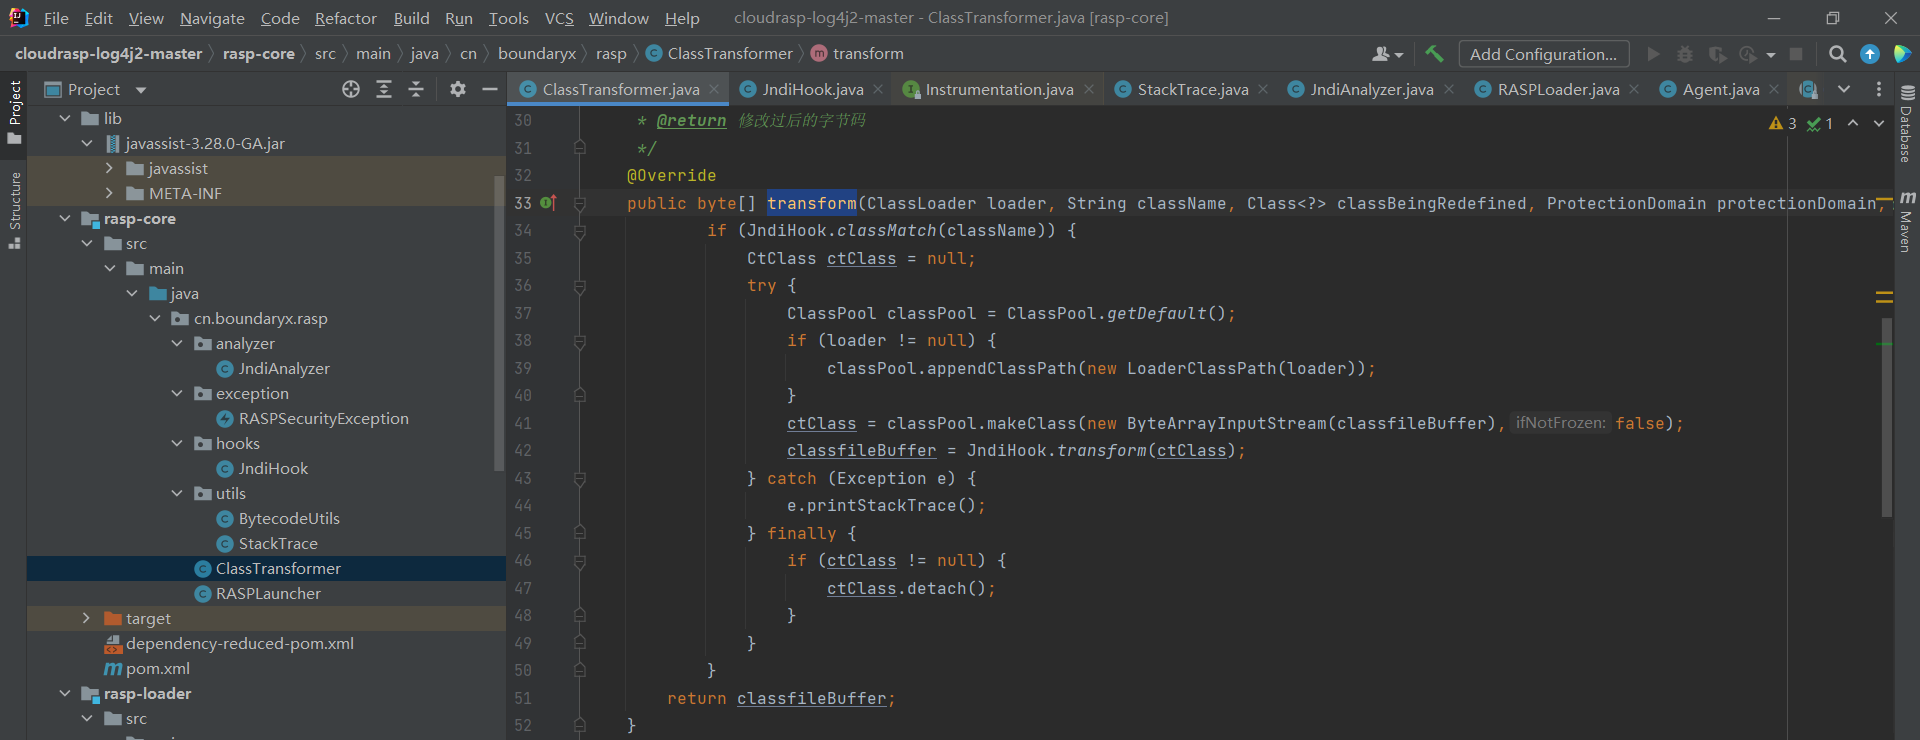 File Edit View Navigate Code Refactor Build Run Tools VCS Window Help cloudrasp-log4j2-master - ClassTransformer.java [rasp-core]
cloudrasp-log4j2-master rasp-core src main java cn boundaryx rasp ClassTransformer transform Add Configuration...
Project
ClassTransformer.java JndiHook.java Instrumentation.java StackTrace.java JndiAnalyzer.java RASPLoader.java Agent.java
Project
Structure
lib
javassist-3.28.0-GA.jar
javassist
META-INF
rasp-core
src
main
java
cn.boundaryx.rasp
analyzer
JndiAnalyzer
exception
RASPSecurityException
hooks
JndiHook
utils
BytecodeUtils
StackTrace
ClassTransformer
RASPLauncher
target
dependency-reduced-pom.xml
pom.xml
rasp-loader
src
30 * @return 修改过后的字节码
31 */
32 @Override
33 public byte[] transform(ClassLoader loader, String className, Class<?> classBeingRedefined, ProtectionDomain protectionDomain,
34 if (JndiHook.classMatch(className)) {
35 CtClass ctClass = null;
36 try {
37 ClassPool classPool = ClassPool.getDefault();
38 if (loader != null) {
39 classPool.appendClassPath(new LoaderClassPath(loader));
40 }
41 ctClass = classPool.makeClass(new ByteArrayInputStream(classfileBuffer), ifNotFrozen: false);
42 classfileBuffer = JndiHook.transform(ctClass);
43 } catch (Exception e) {
44 e.printStackTrace();
45 } finally {
46 if (ctClass != null) {
47 ctClass.detach();
48 }
49 }
50 }
51 return classfileBuffer;
52 }
3 1
Database
Maven